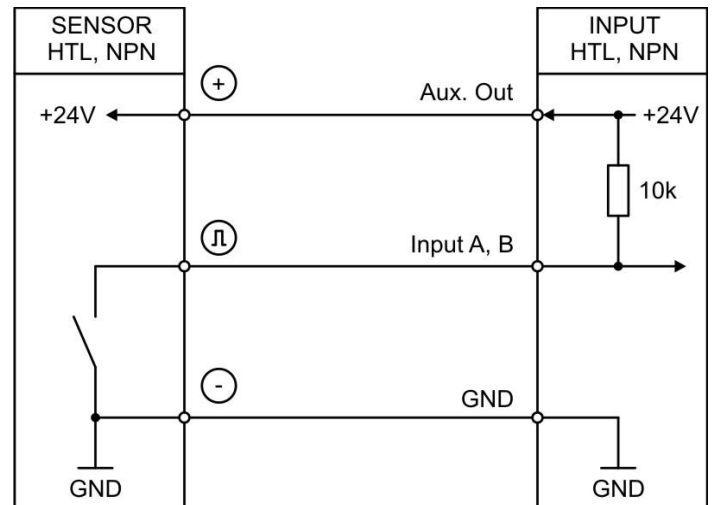 SENSOR
HTL, NPN
INPUT
HTL, NPN
+
Aux. Out
+24V
+24V
10k
Input A, B
-
GND
GND
GND